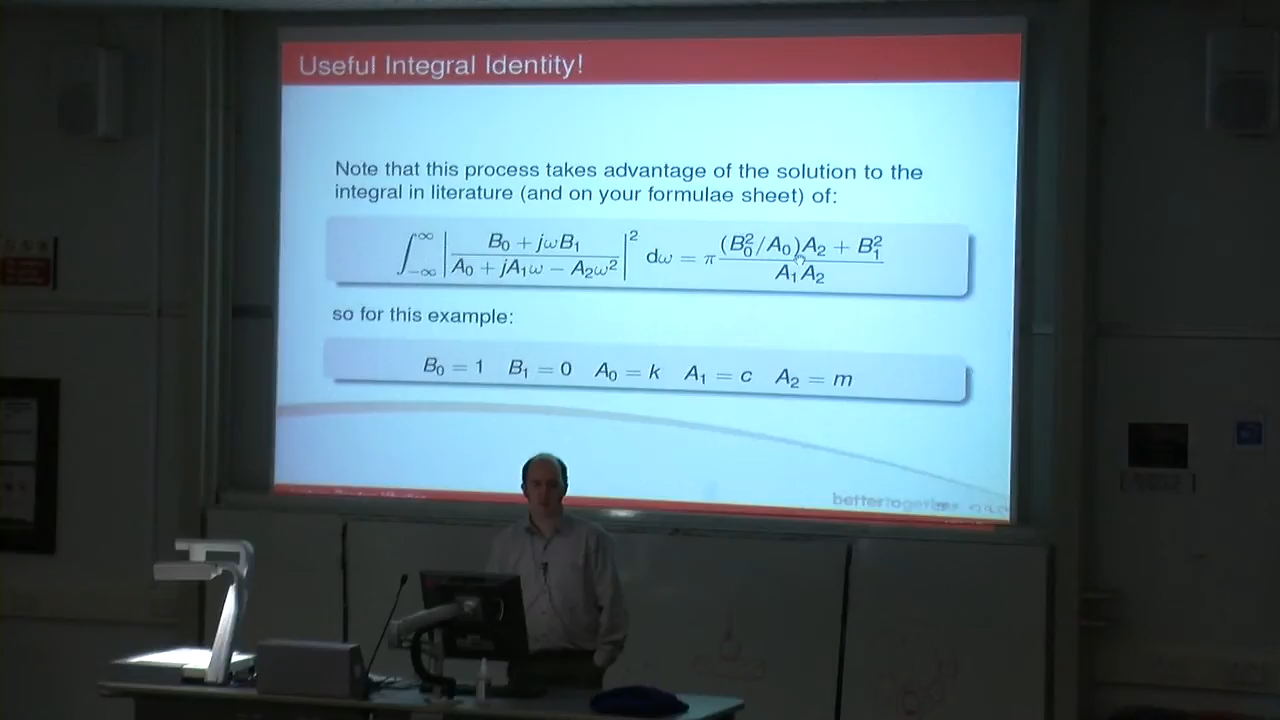 Useful Integral Identity!
Note that this process takes advantage of the solution to the
integral in literature (and on your formulae sheet) of:
∫_{-∞}^{∞} | (B₀ + jωB₁) / (A₀ + jA₁ω − A₂ω²) |² dω = π ((B₀²/A₀)A₂ + B₁²) / (A₁A₂)
so for this example:
B₀ = 1 B₁ = 0 A₀ = k A₁ = c A₂ = m